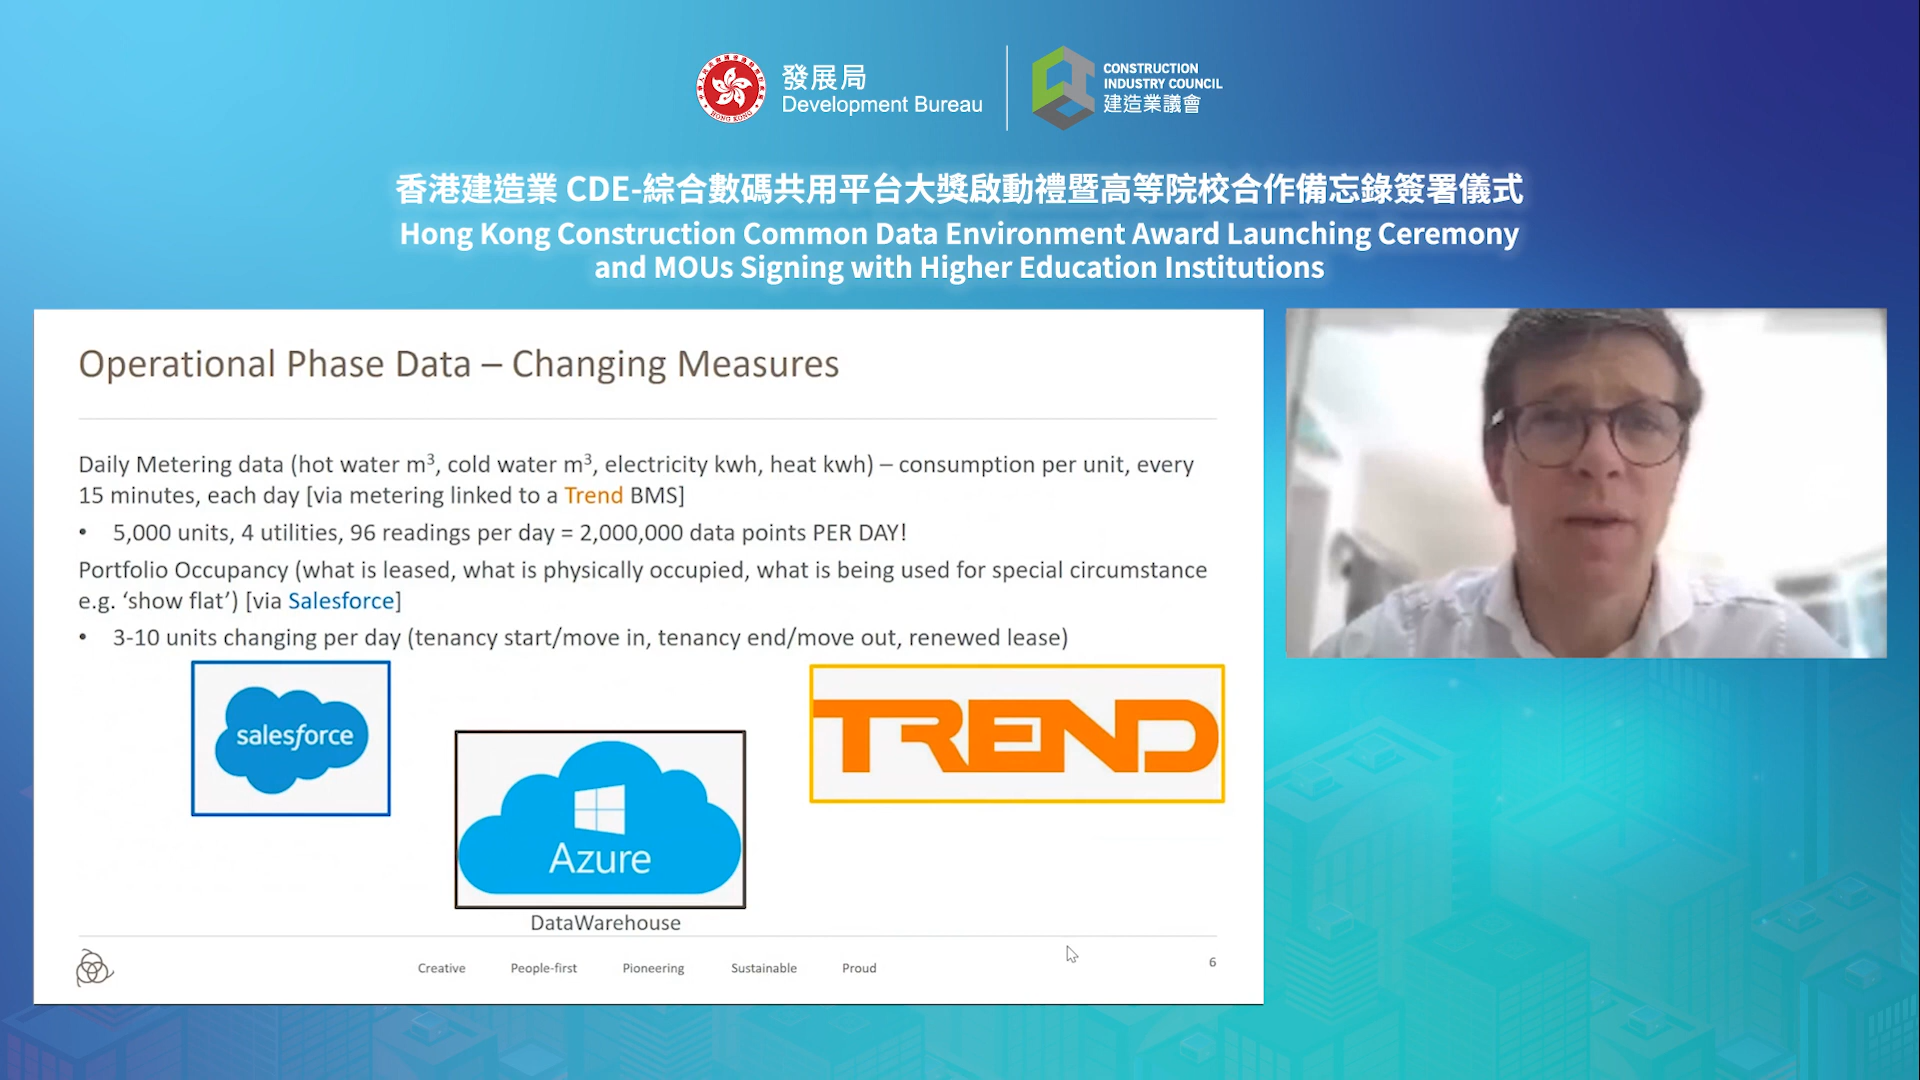 發展局
Development Bureau
HONG KONG
CONSTRUCTION
INDUSTRY COUNCIL
建造業議會
香港建造業 CDE-綜合數碼共用平台大獎啟動禮暨高等院校合作備忘錄簽署儀式
Hong Kong Construction Common Data Environment Award Launching Ceremony
and MOUs Signing with Higher Education Institutions
Operational Phase Data – Changing Measures
Daily Metering data (hot water m³, cold water m³, electricity kwh, heat kwh) – consumption per unit, every
15 minutes, each day [via metering linked to a Trend BMS]
• 5,000 units, 4 utilities, 96 readings per day = 2,000,000 data points PER DAY!
Portfolio Occupancy (what is leased, what is physically occupied, what is being used for special circumstance
e.g. ‘show flat’) [via Salesforce]
• 3-10 units changing per day (tenancy start/move in, tenancy end/move out, renewed lease)
salesforce
TREND
Azure
DataWarehouse
Creative People-first Pioneering Sustainable Proud
6